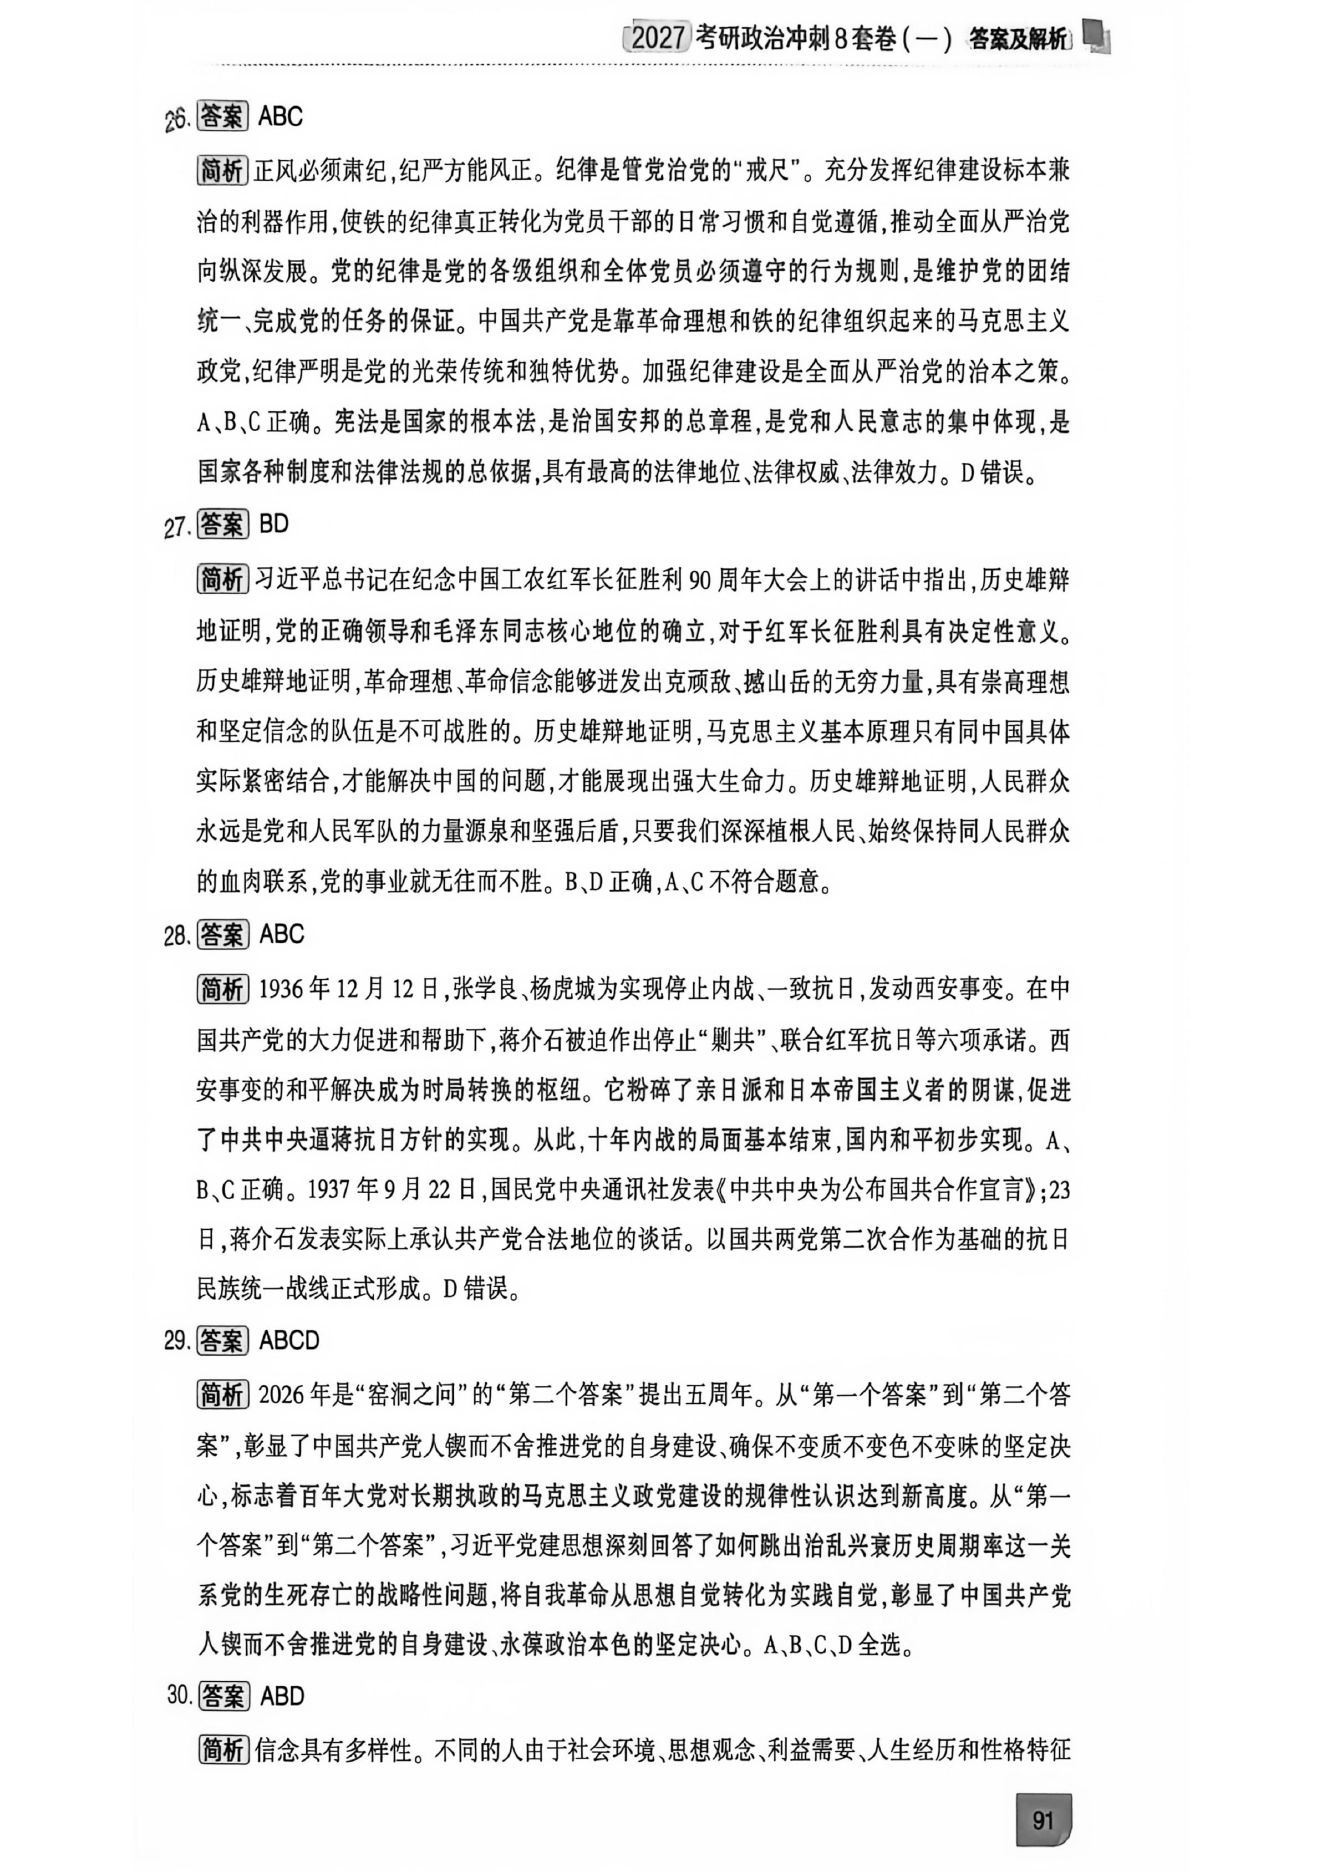 2027 考研政治冲刺8套卷(一) 答案及解析
26. 答案 ABC
简析 正风必须肃纪,纪严方能风正。纪律是管党治党的“戒尺”。充分发挥纪律建设标本兼
治的利器作用,使铁的纪律真正转化为党员干部的日常习惯和自觉遵循,推动全面从严治党
向纵深发展。党的纪律是党的各级组织和全体党员必须遵守的行为规则,是维护党的团结
统一、完成党的任务的保证。中国共产党是靠革命理想和铁的纪律组织起来的马克思主义
政党,纪律严明是党的光荣传统和独特优势。加强纪律建设是全面从严治党的治本之策。
A、B、C正确。宪法是国家的根本法,是治国安邦的总章程,是党和人民意志的集中体现,是
国家各种制度和法律法规的总依据,具有最高的法律地位、法律权威、法律效力。D错误。
27. 答案 BD
简析 习近平总书记在纪念中国工农红军长征胜利90周年大会上的讲话中指出,历史雄辩
地证明,党的正确领导和毛泽东同志核心地位的确立,对于红军长征胜利具有决定性意义。
历史雄辩地证明,革命理想、革命信念能够迸发出克顽敌、撼山岳的无穷力量,具有崇高理想
和坚定信念的队伍是不可战胜的。历史雄辩地证明,马克思主义基本原理只有同中国具体
实际紧密结合,才能解决中国的问题,才能展现出强大生命力。历史雄辩地证明,人民群众
永远是党和人民军队的力量源泉和坚强后盾,只要我们深深植根人民、始终保持同人民群众
的血肉联系,党的事业就无往而不胜。B、D正确,A、C不符合题意。
28. 答案 ABC
简析 1936年12月12日,张学良、杨虎城为实现停止内战、一致抗日,发动西安事变。在中
国共产党的大力促进和帮助下,蒋介石被迫作出停止“剿共”、联合红军抗日等六项承诺。西
安事变的和平解决成为时局转换的枢纽。它粉碎了亲日派和日本帝国主义者的阴谋,促进
了中共中央逼蒋抗日方针的实现。从此,十年内战的局面基本结束,国内和平初步实现。A、
B、C正确。1937年9月22日,国民党中央通讯社发表《中共中央为公布国共合作宣言》;23
日,蒋介石发表实际上承认共产党合法地位的谈话。以国共两党第二次合作为基础的抗日
民族统一战线正式形成。D错误。
29. 答案 ABCD
简析 2026年是“窑洞之问”的“第二个答案”提出五周年。从“第一个答案”到“第二个答
案”,彰显了中国共产党人锲而不舍推进党的自身建设、确保不变质不变色不变味的坚定决
心,标志着百年大党对长期执政的马克思主义政党建设的规律性认识达到新高度。从“第一
个答案”到“第二个答案”,习近平党建思想深刻回答了如何跳出治乱兴衰历史周期率这一关
系党的生死存亡的战略性问题,将自我革命从思想自觉转化为实践自觉,彰显了中国共产党
人锲而不舍推进党的自身建设、永葆政治本色的坚定决心。A、B、C、D全选。
30. 答案 ABD
简析 信念具有多样性。不同的人由于社会环境、思想观念、利益需要、人生经历和性格特征
91